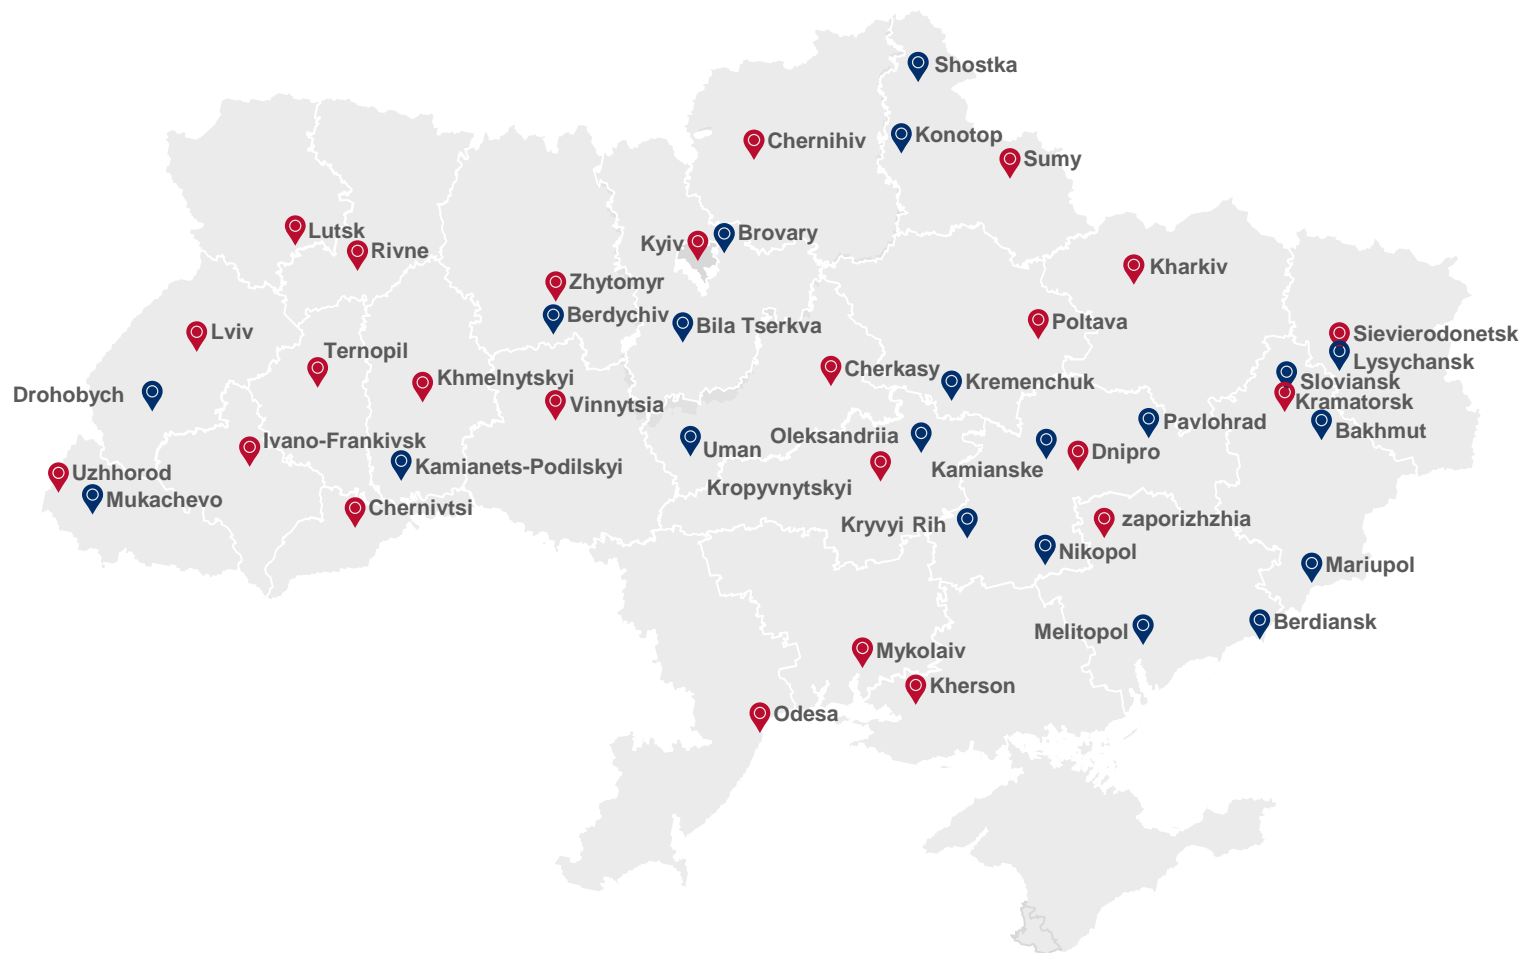 Shostka
Konotop
Chernihiv
Sumy
Lutsk
Rivne
Kyiv
Brovary
Kharkiv
Zhytomyr
Berdychiv
Bila Tserkva
Poltava
Lviv
Sievierodonetsk
Ternopil
Lysychansk
Cherkasy
Khmelnytskyi
Kremenchuk
Sloviansk
Drohobych
Kramatorsk
Vinnytsia
Pavlohrad
Bakhmut
Oleksandriia
Ivano-Frankivsk
Uman
Dnipro
Kamianets-Podilskyi
Kamianske
Uzhhorod
Kropyvnytskyi
Mukachevo
Chernivtsi
zaporizhzhia
Kryvyi Rih
Nikopol
Mariupol
Berdiansk
Melitopol
Mykolaiv
Kherson
Odesa